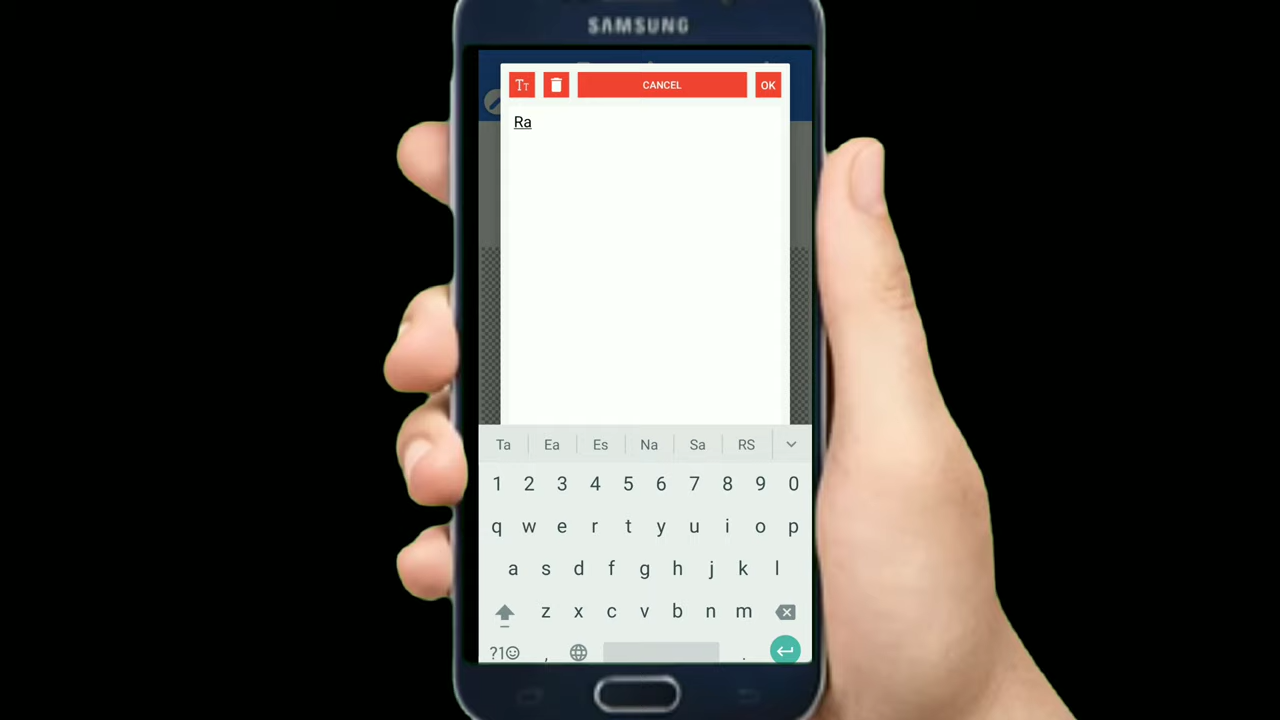 SAMSUNG
Tт CANCEL OK
Ra
Ta Ea Es Na Sa RS
1 2 3 4 5 6 7 8 9 0
q w e r t y u i o p
a s d f g h j k l
z x c v b n m
?1☺ , .